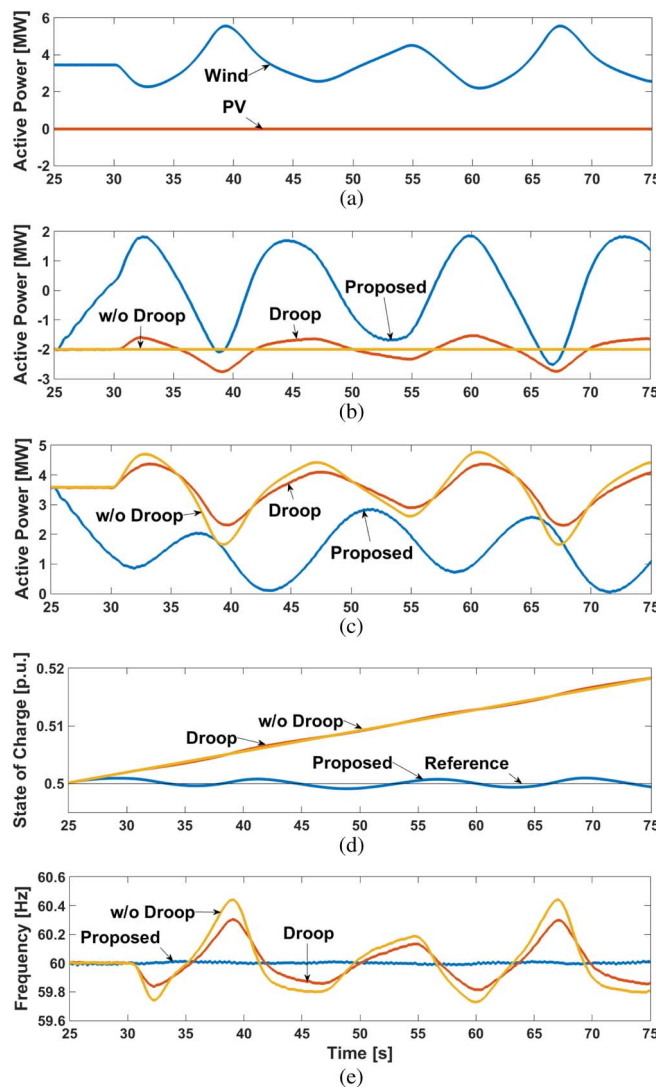 Active Power [MW]
6
4
2
0
-2
Wind
PV
25 30 35 40 45 50 55 60 65 70 75
(a)
Active Power [MW]
2
1
0
-1
-2
-3
w/o Droop
Droop
Proposed
25 30 35 40 45 50 55 60 65 70 75
(b)
Active Power [MW]
5
4
3
2
1
0
w/o Droop
Droop
Proposed
25 30 35 40 45 50 55 60 65 70 75
(c)
State of Charge [p.u.]
0.52
0.51
0.5
Droop
w/o Droop
Proposed
Reference
25 30 35 40 45 50 55 60 65 70 75
(d)
Frequency [Hz]
60.6
60.4
60.2
60
59.8
59.6
w/o Droop
Proposed
Droop
25 30 35 40 45 50 55 60 65 70 75
Time [s]
(e)